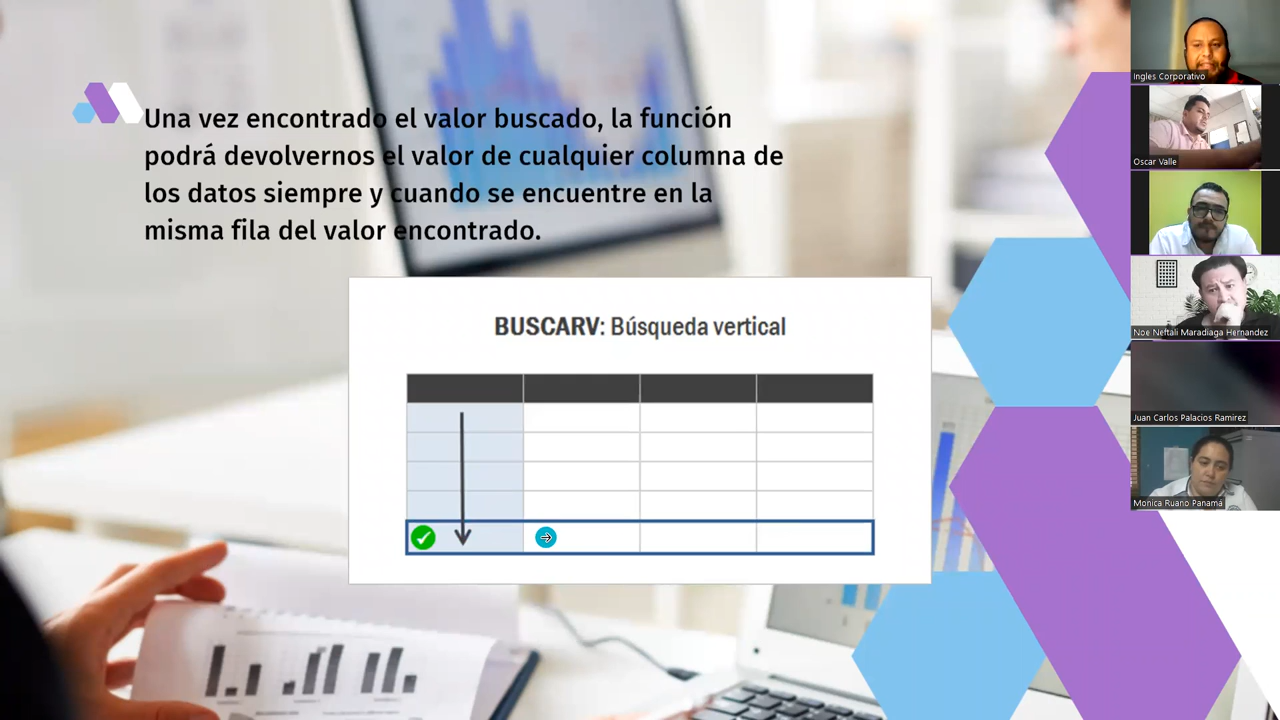 Una vez encontrado el valor buscado, la función
podrá devolvernos el valor de cualquier columna de
los datos siempre y cuando se encuentre en la
misma fila del valor encontrado.
BUSCARV: Búsqueda vertical
Ingles Corporativo
Oscar Valle
Noe Neftali Maradiaga Hernandez
Juan Carlos Palacios Ramirez
Monica Ruano Panamá